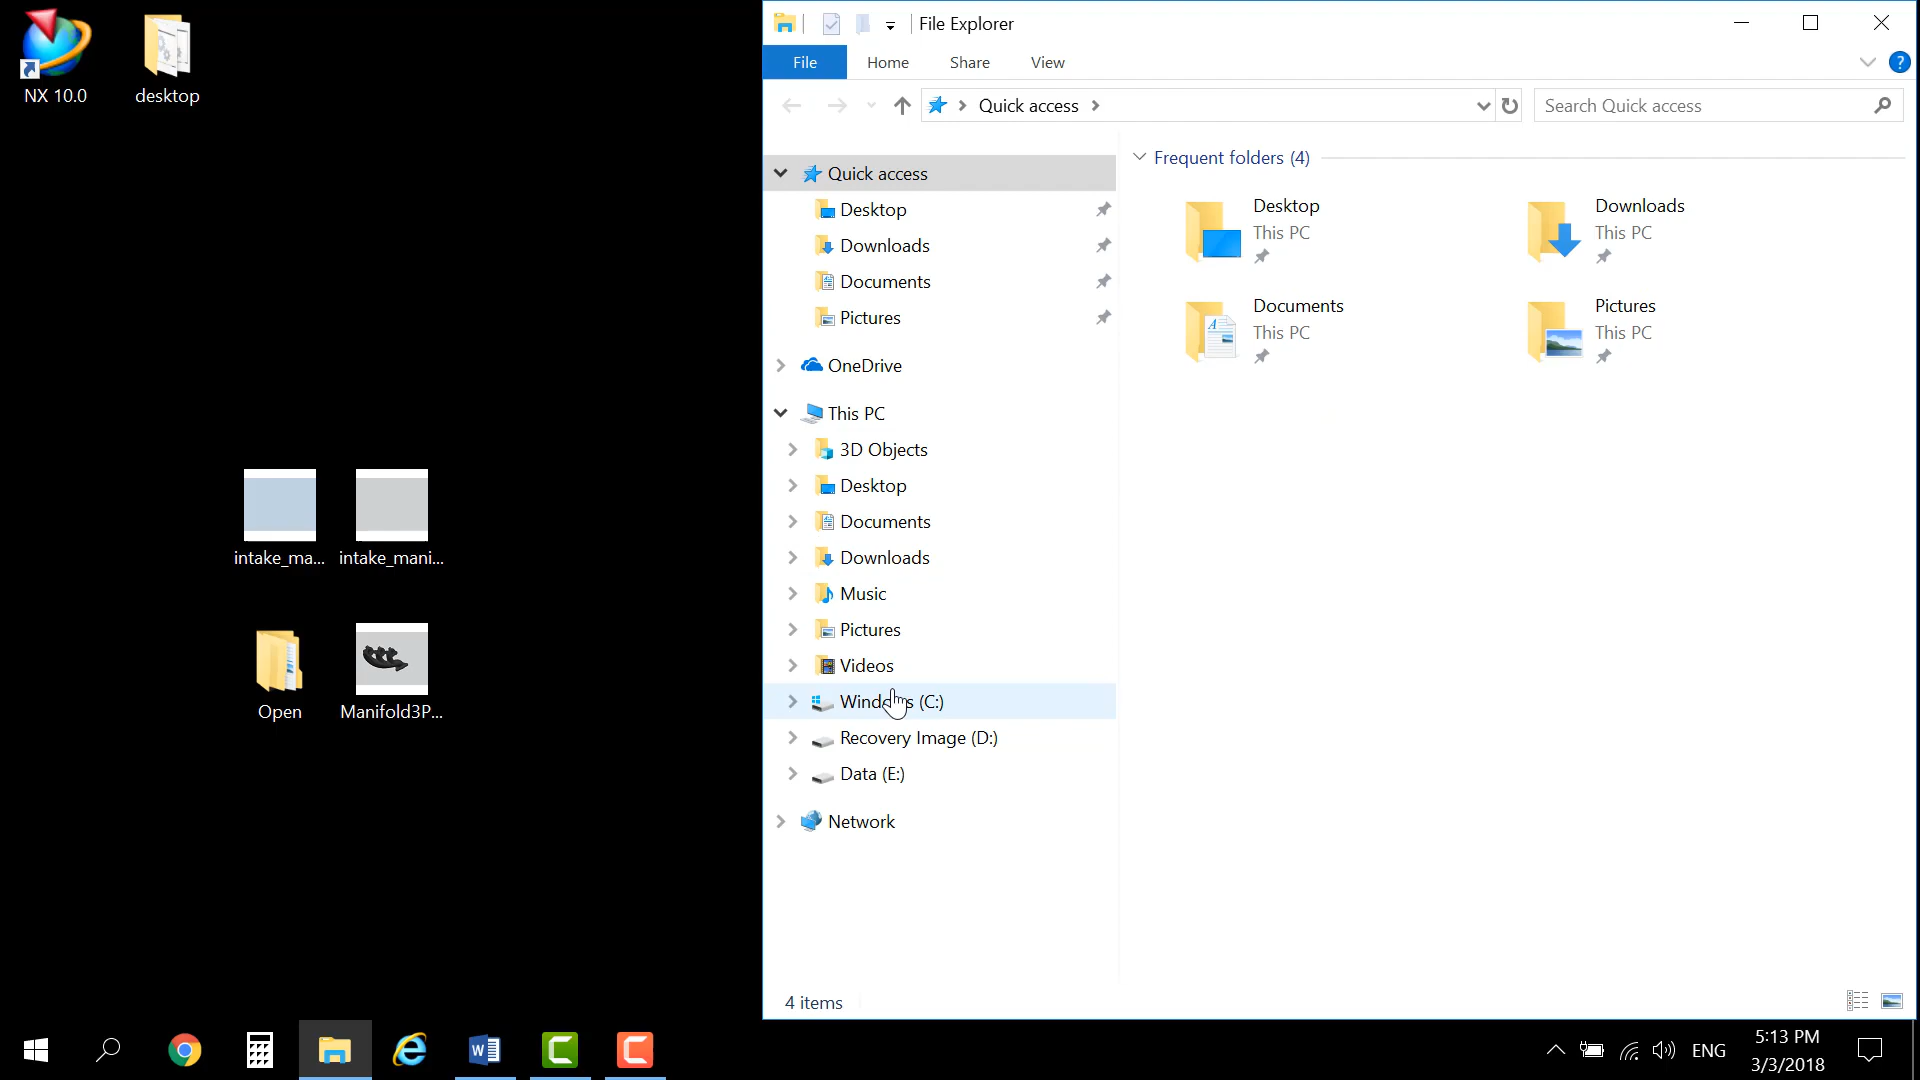 NX 10.0
desktop
intake_ma...
intake_mani...
Open
Manifold3P...
File Explorer
File
Home
Share
View
?
Quick access
Search Quick access
Quick access
Desktop
Downloads
Documents
Pictures
OneDrive
This PC
3D Objects
Desktop
Documents
Downloads
Music
Pictures
Videos
Windows (C:)
Recovery Image (D:)
Data (E:)
Network
Frequent folders (4)
Desktop
This PC
Downloads
This PC
Documents
This PC
Pictures
This PC
4 items
ENG
5:13 PM
3/3/2018